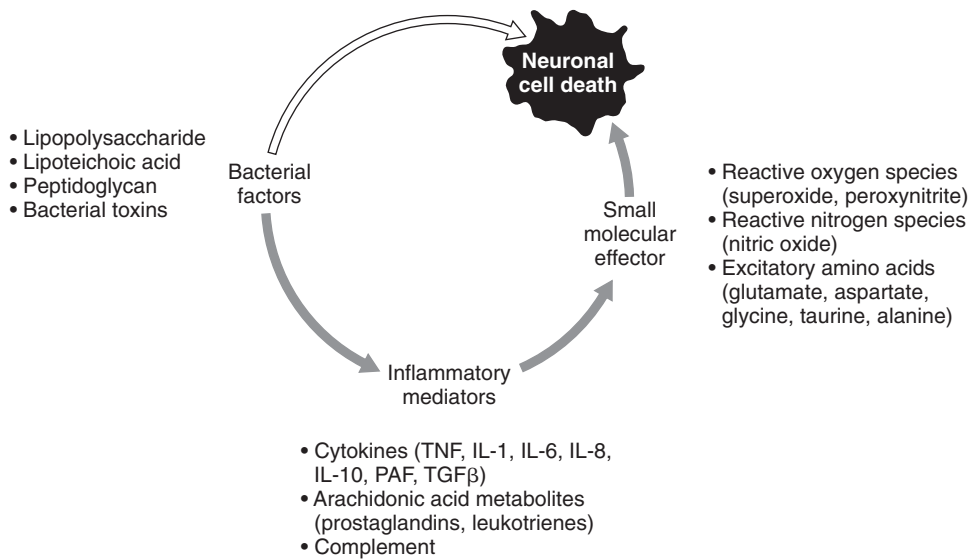 Neuronal
cell death
• Lipopolysaccharide
• Lipoteichoic acid
• Peptidoglycan
• Bacterial toxins
Bacterial
factors
Small
molecular
effector
• Reactive oxygen species
(superoxide, peroxynitrite)
• Reactive nitrogen species
(nitric oxide)
• Excitatory amino acids
(glutamate, aspartate,
glycine, taurine, alanine)
Inflammatory
mediators
• Cytokines (TNF, IL-1, IL-6, IL-8,
IL-10, PAF, TGFβ)
• Arachidonic acid metabolites
(prostaglandins, leukotrienes)
• Complement